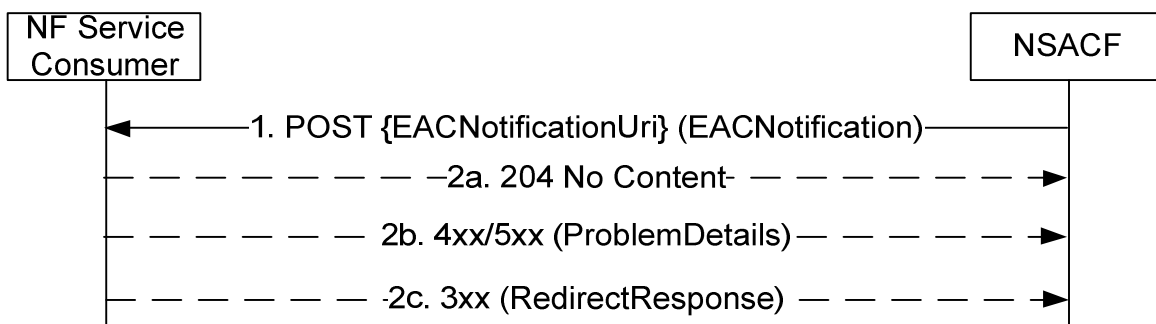 NF Service
Consumer
NSACF
1. POST {EACNotificationUri} (EACNotification)
2a. 204 No Content
2b. 4xx/5xx (ProblemDetails)
2c. 3xx (RedirectResponse)